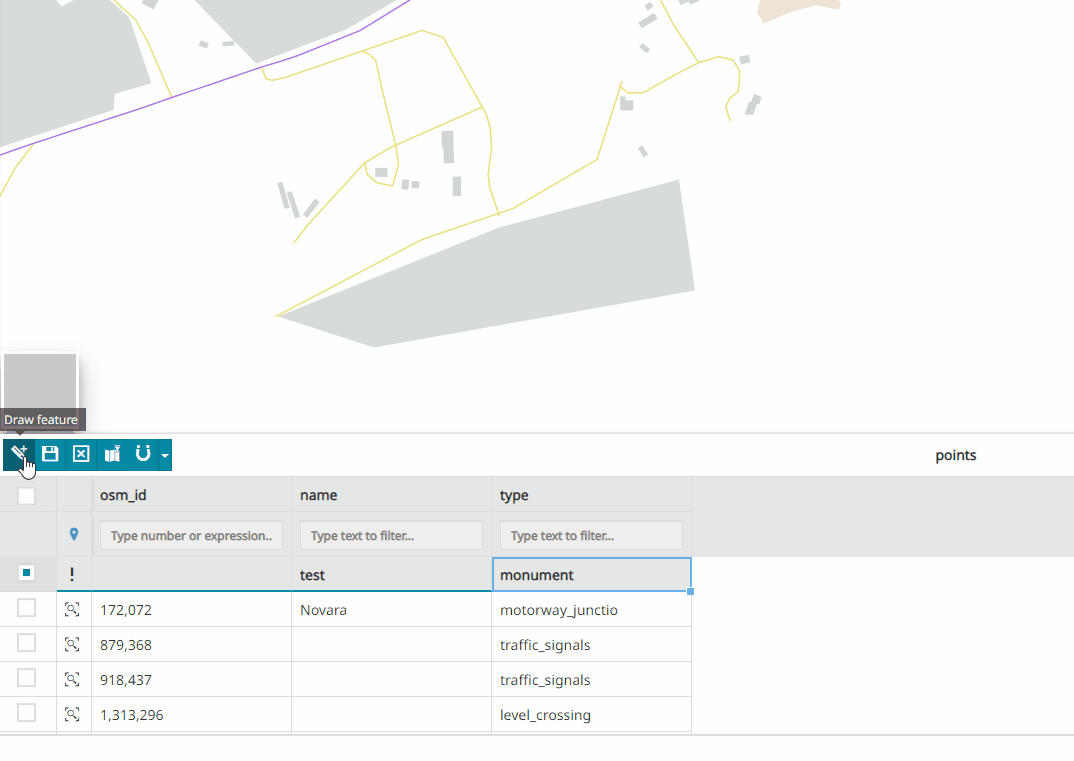 Draw feature
points
osm_id name type
Type number or expression.. Type text to filter... Type text to filter...
! test monument
172,072 Novara motorway_junctio
879,368 traffic_signals
918,437 traffic_signals
1,313,296 level_crossing